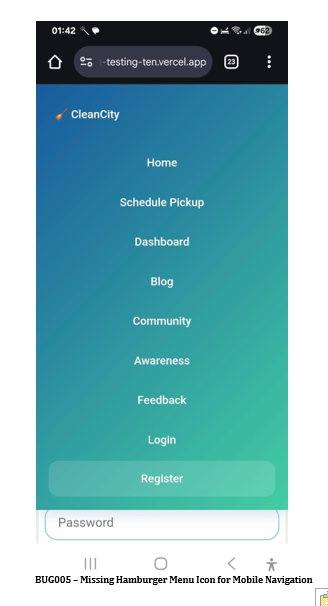 01:42
62
-testing-ten.vercel.app
23
CleanCity
Home
Schedule Pickup
Dashboard
Blog
Community
Awareness
Feedback
Login
Register
Password
BUG005 – Missing Hamburger Menu Icon for Mobile Navigation